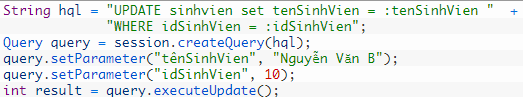 String hql = "UPDATE sinhvien set tenSinhVien = :tenSinhVien " +
"WHERE idSinhVien = :idSinhVien";
Query query = session.createQuery(hql);
query.setParameter("tênSinhVien", "Nguyễn Văn B");
query.setParameter("idSinhVien", 10);
int result = query.executeUpdate();